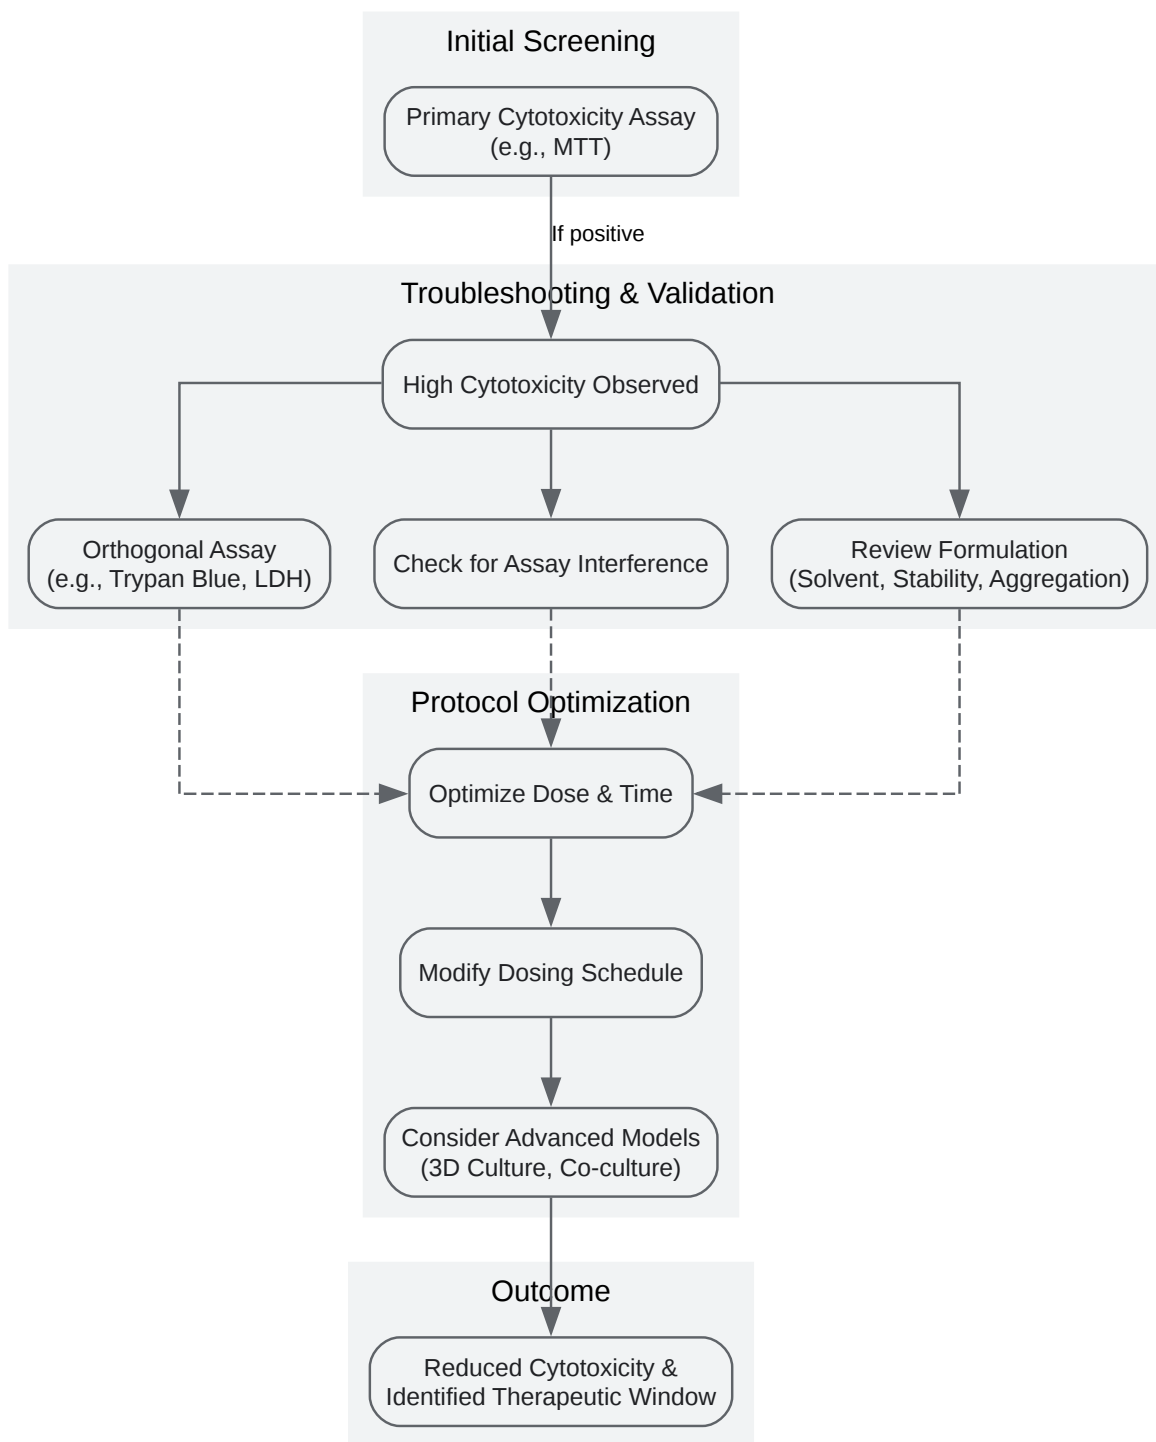 Initial Screening
Primary Cytotoxicity Assay
(e.g., MTT)
If positive
Troubleshooting & Validation
High Cytotoxicity Observed
Orthogonal Assay
(e.g., Trypan Blue, LDH)
Check for Assay Interference
Review Formulation
(Solvent, Stability, Aggregation)
Protocol Optimization
Optimize Dose & Time
Modify Dosing Schedule
Consider Advanced Models
(3D Culture, Co-culture)
Outcome
Reduced Cytotoxicity &
Identified Therapeutic Window